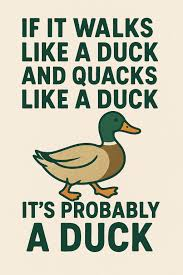 IF IT WALKS
LIKE A DUCK
AND QUACKS
LIKE A DUCK
IT'S PROBABLY
A DUCK